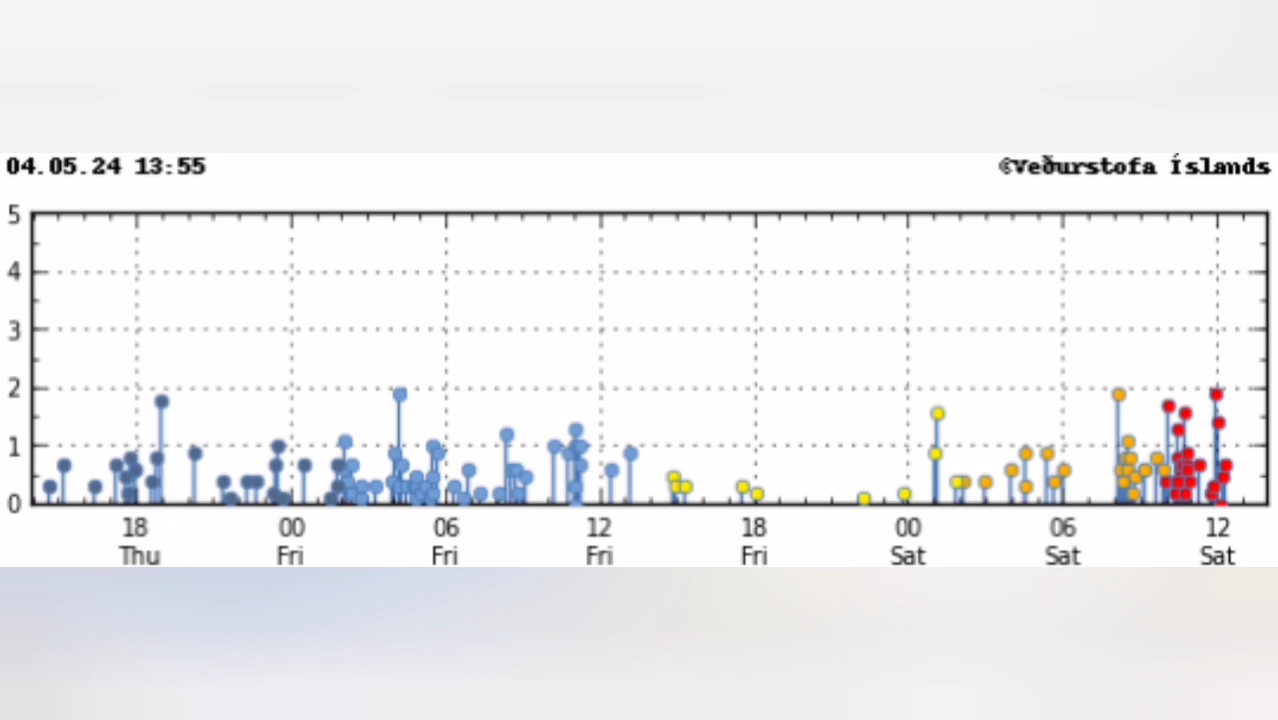 04.05.24 13:55 ©Veðurstofa Íslands
5
4
3
2
1
0
18 00 06 12 18 00 06 12
Thu Fri Fri Fri Fri Sat Sat Sat